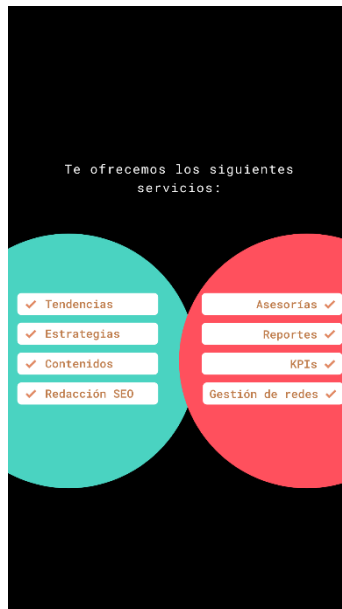 Te ofrecemos los siguientes
servicios:
Tendencias
Estrategias
Contenidos
Redacción SEO
Asesorías
Reportes
KPIs
Gestión de redes